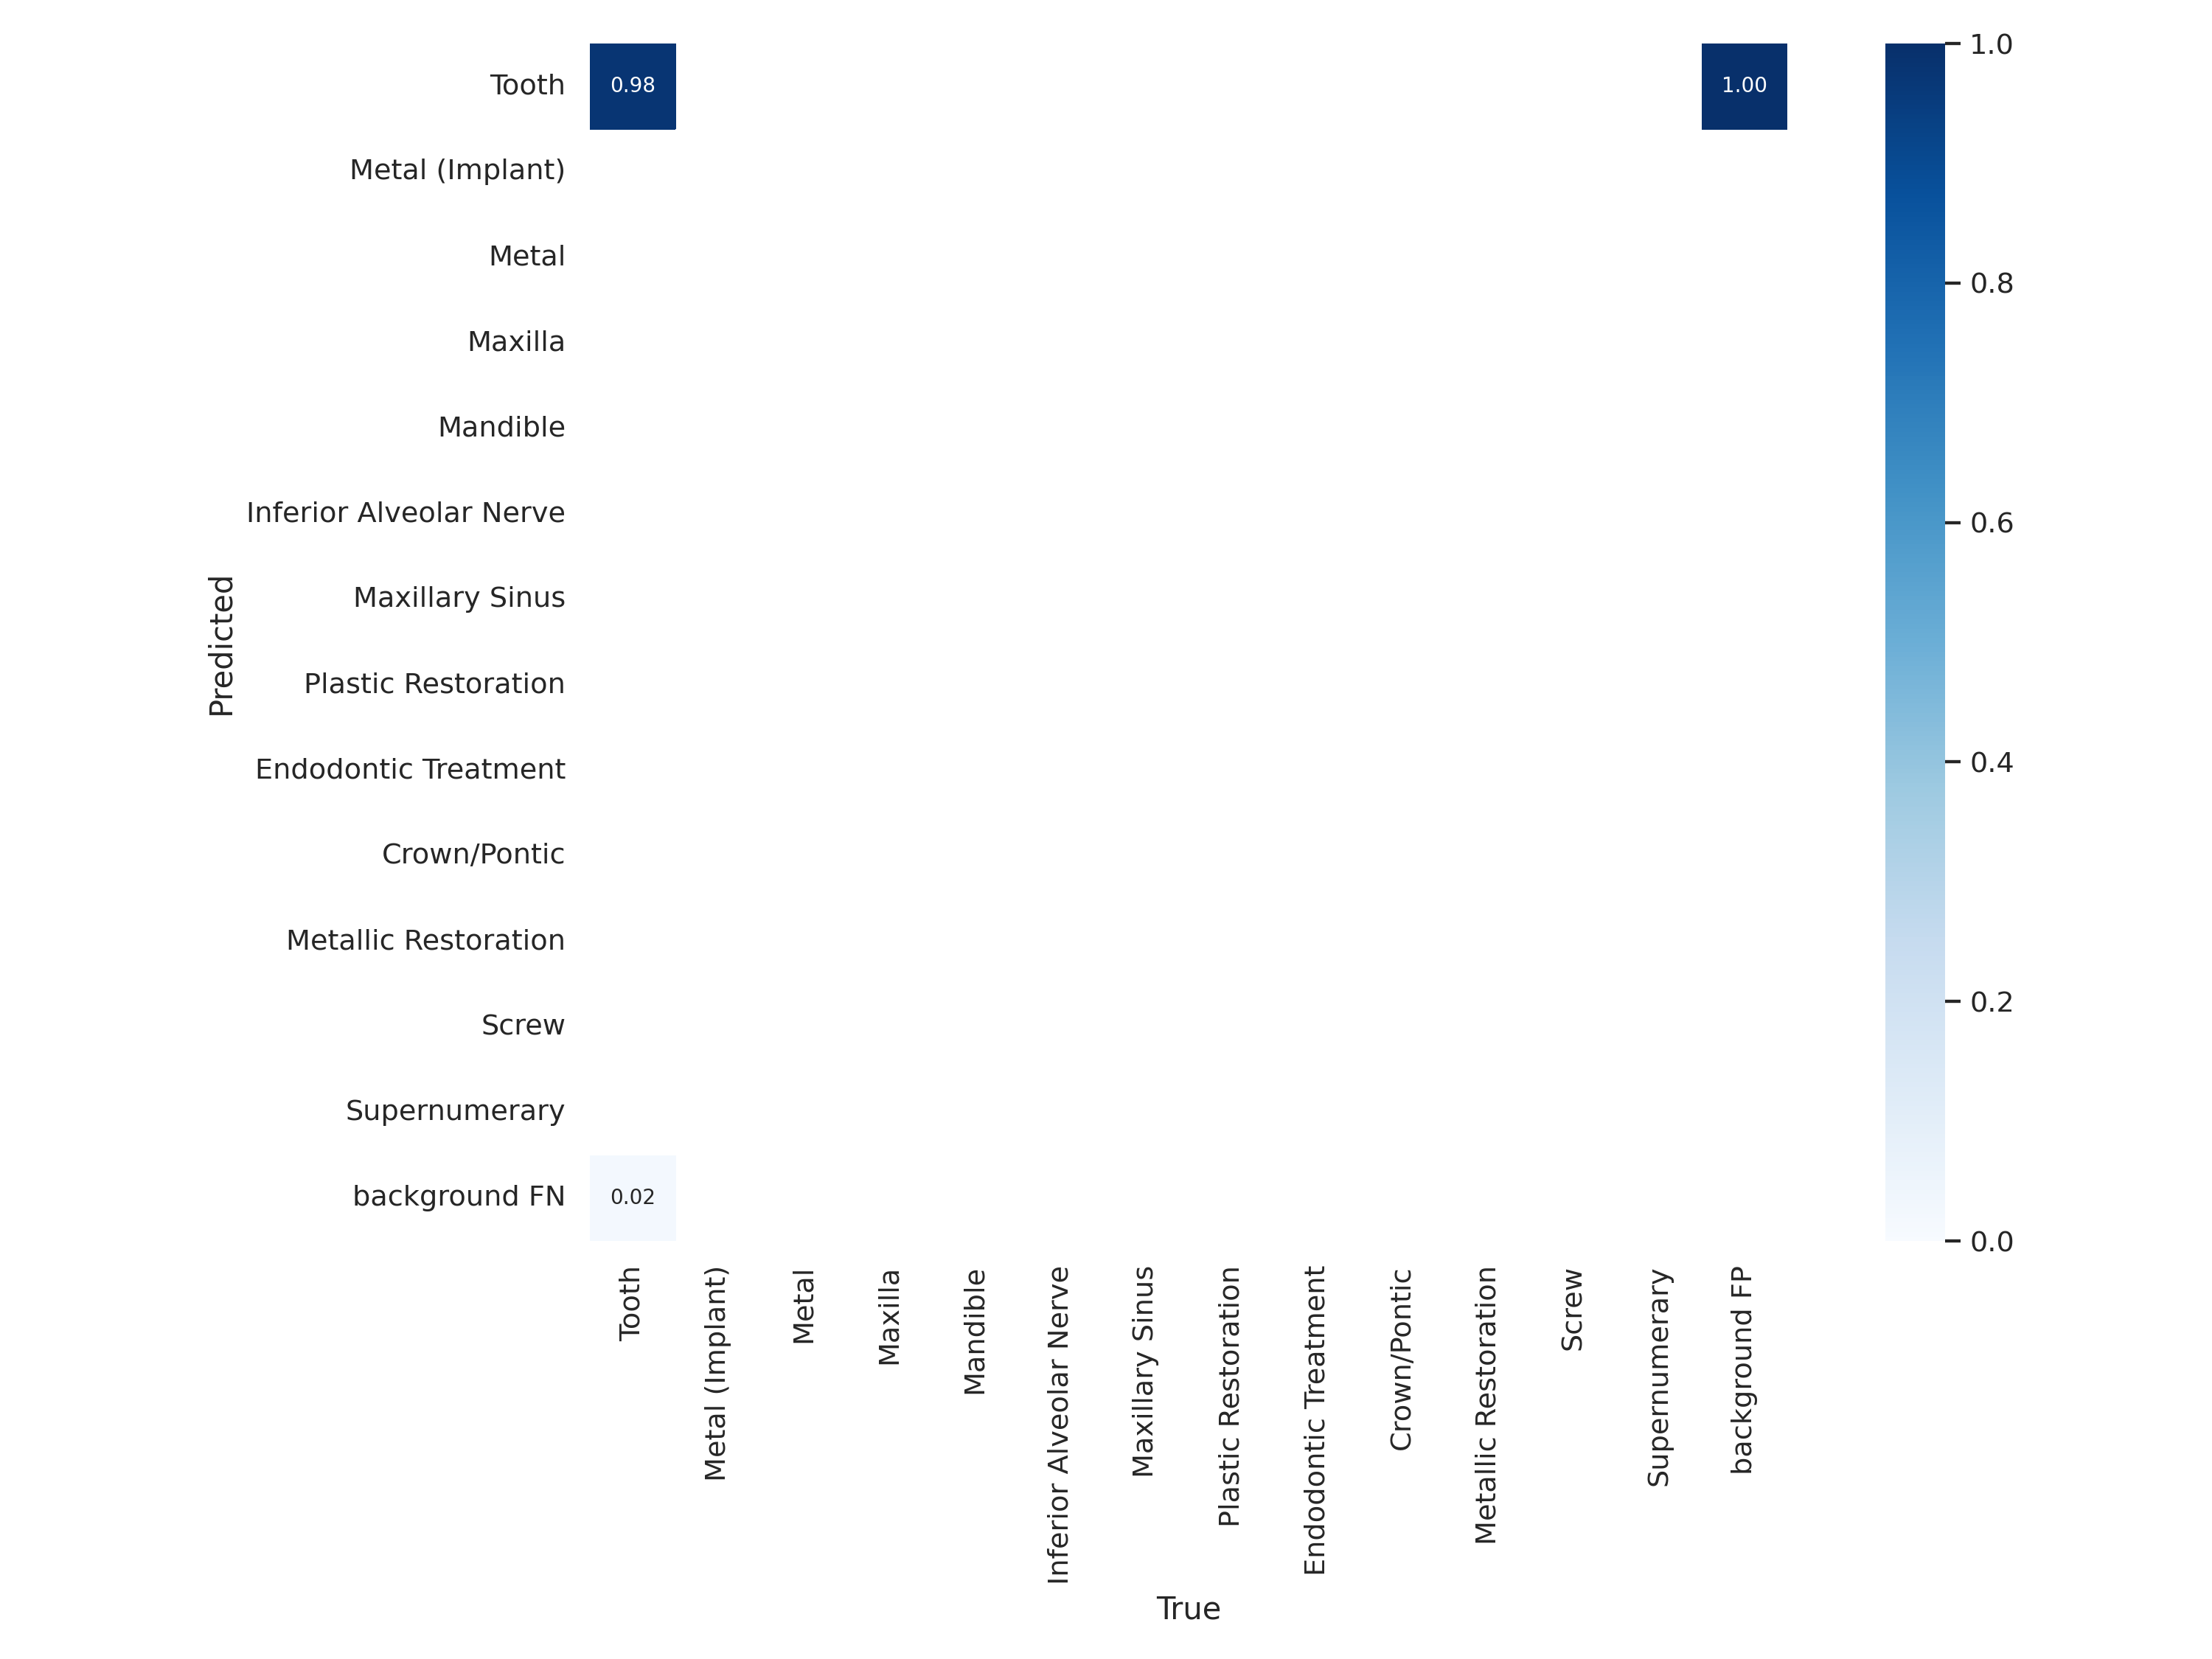 Tooth
0.98
1.00
Metal (Implant)
Metal
Maxilla
Mandible
Inferior Alveolar Nerve
Maxillary Sinus
Plastic Restoration
Endodontic Treatment
Crown/Pontic
Metallic Restoration
Screw
Supernumerary
background FN
0.02
Predicted
Tooth
Metal (Implant)
Metal
Maxilla
Mandible
Inferior Alveolar Nerve
Maxillary Sinus
Plastic Restoration
Endodontic Treatment
Crown/Pontic
Metallic Restoration
Screw
Supernumerary
background FP
True
1.0
0.8
0.6
0.4
0.2
0.0